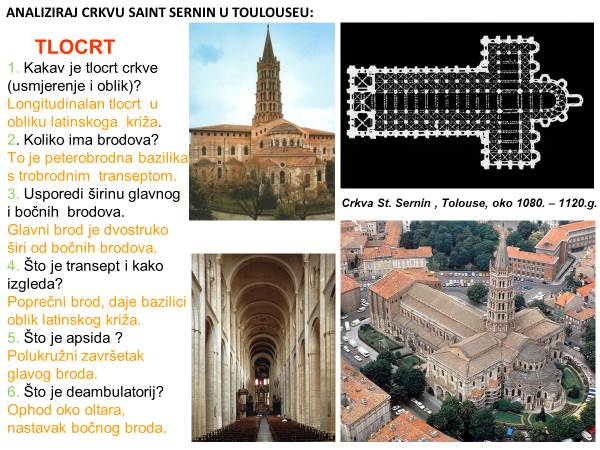 ANALIZIRAJ CRKVU SAINT SERNIN U TOULOUSEU:
TLOCRT
1. Kakav je tlocrt crkve
(usmjerenje i oblik)?
Longitudinalan tlocrt u
obliku latinskoga križa.
2. Koliko ima brodova?
To je peterobrodna bazilika
s trobrodnim transeptom.
3. Usporedi širinu glavnog
i bočnih brodova.
Glavni brod je dvostruko
širi od bočnih brodova.
4. Što je transept i kako
izgleda?
Poprečni brod, daje bazilici
oblik latinskog križa.
5. Što je apsida ?
Polukružni završetak
glavog broda.
6. Što je deambulatorij?
Ophod oko oltara,
nastavak bočnog broda.
Crkva St. Sernin , Tolouse, oko 1080. – 1120.g.